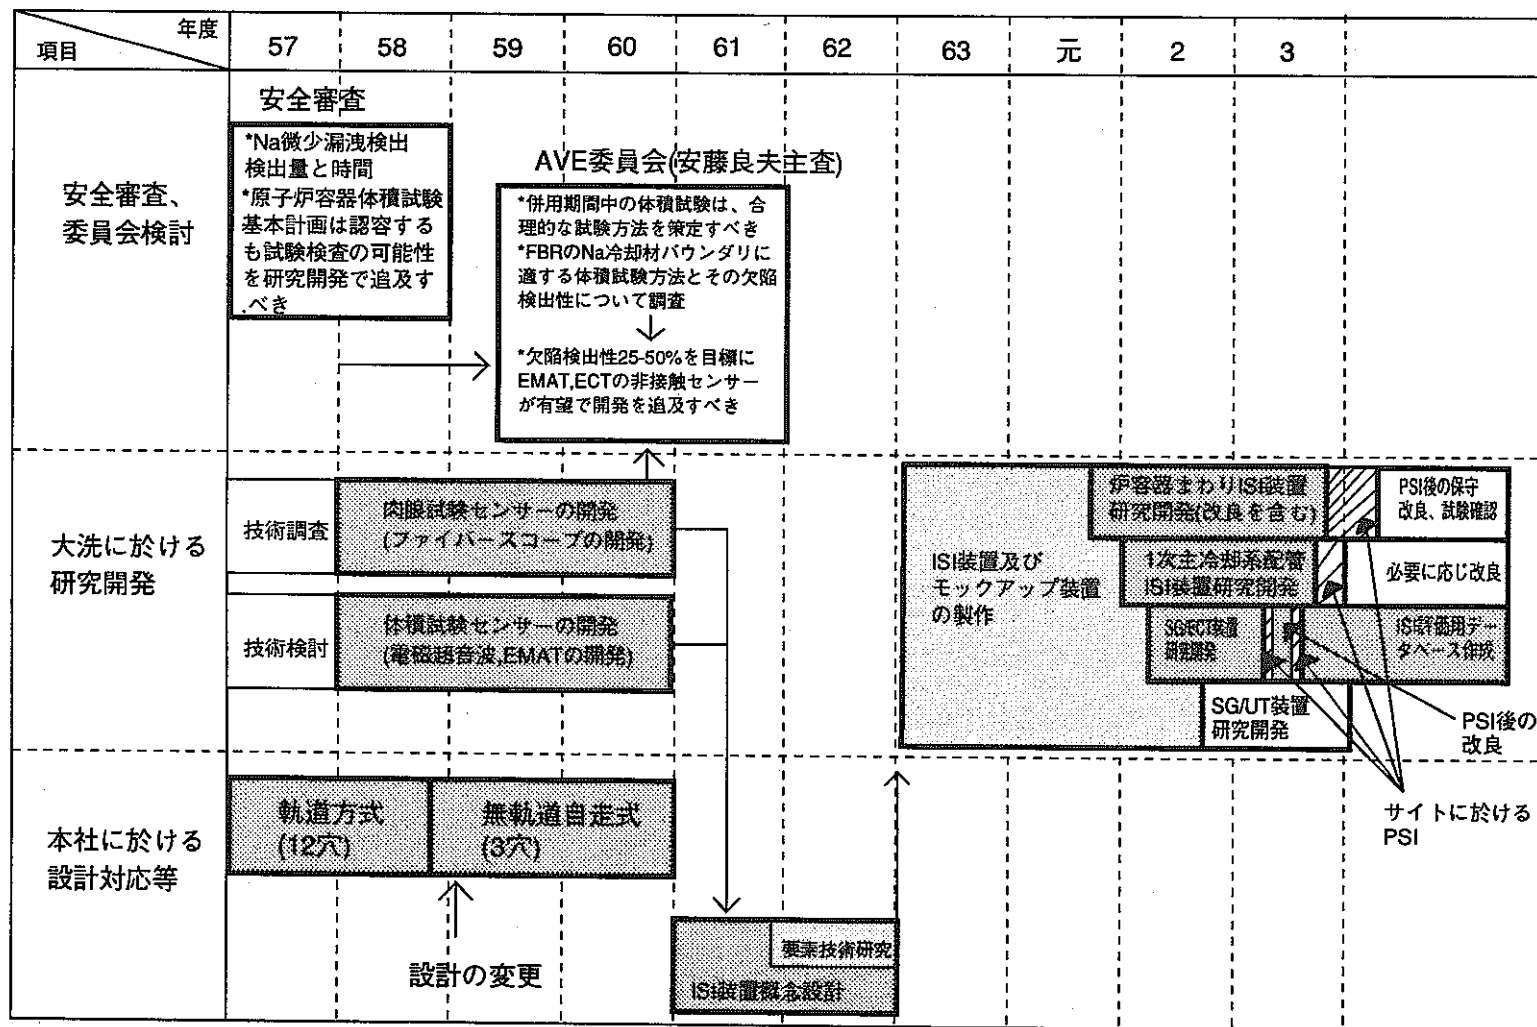 年度
項目
57 58 59 60 61 62 63 元 2 3
安全審査、
委員会検討
安全審査
*Na微少漏洩検出
検出量と時間
*原子炉容器体積試験
基本計画は認容する
も試験検査の可能性
を研究開発で追及す
べき
AVE委員会(安藤良夫主査)
*併用期間中の体積試験は、合
理的な試験方法を策定すべき
*FBRのNa冷却材バウンダリに
適する体積試験方法とその欠陥
検出性について調査
*欠陥検出性25-50%を目標に
EMAT,ECTの非接触センサー
が有望で開発を追及すべき
大洗に於ける
研究開発
技術調査
肉眼試験センサーの開発
(ファイバースコープの開発)
技術検討
体積試験センサーの開発
(電磁超音波,EMATの開発)
ISI装置及び
モックアップ装置
の製作
炉容器まわりISI装置
研究開発(改良を含む)
PSI後の保守
改良、試験確認
1次主冷却系配管
ISI装置研究開発
必要に応じ改良
SG/ECT装置
研究開発
ISI評価用デー
タベース作成
SG/UT装置
研究開発
PSI後の
改良
サイトに於ける
PSI
本社に於ける
設計対応等
軌道方式
(12穴)
無軌道自走式
(3穴)
設計の変更
要素技術研究
ISI装置概念設計